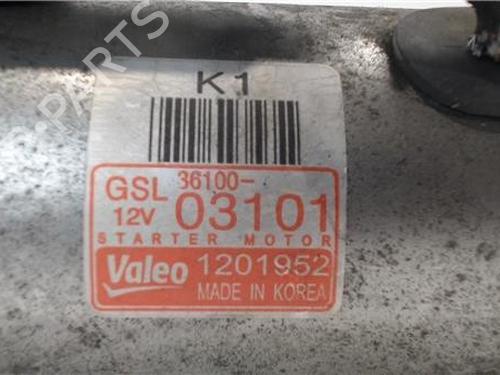 K1
GSL 36100-
12V 03101
STARTER MOTOR
Valeo 1201952
MADE IN KOREA